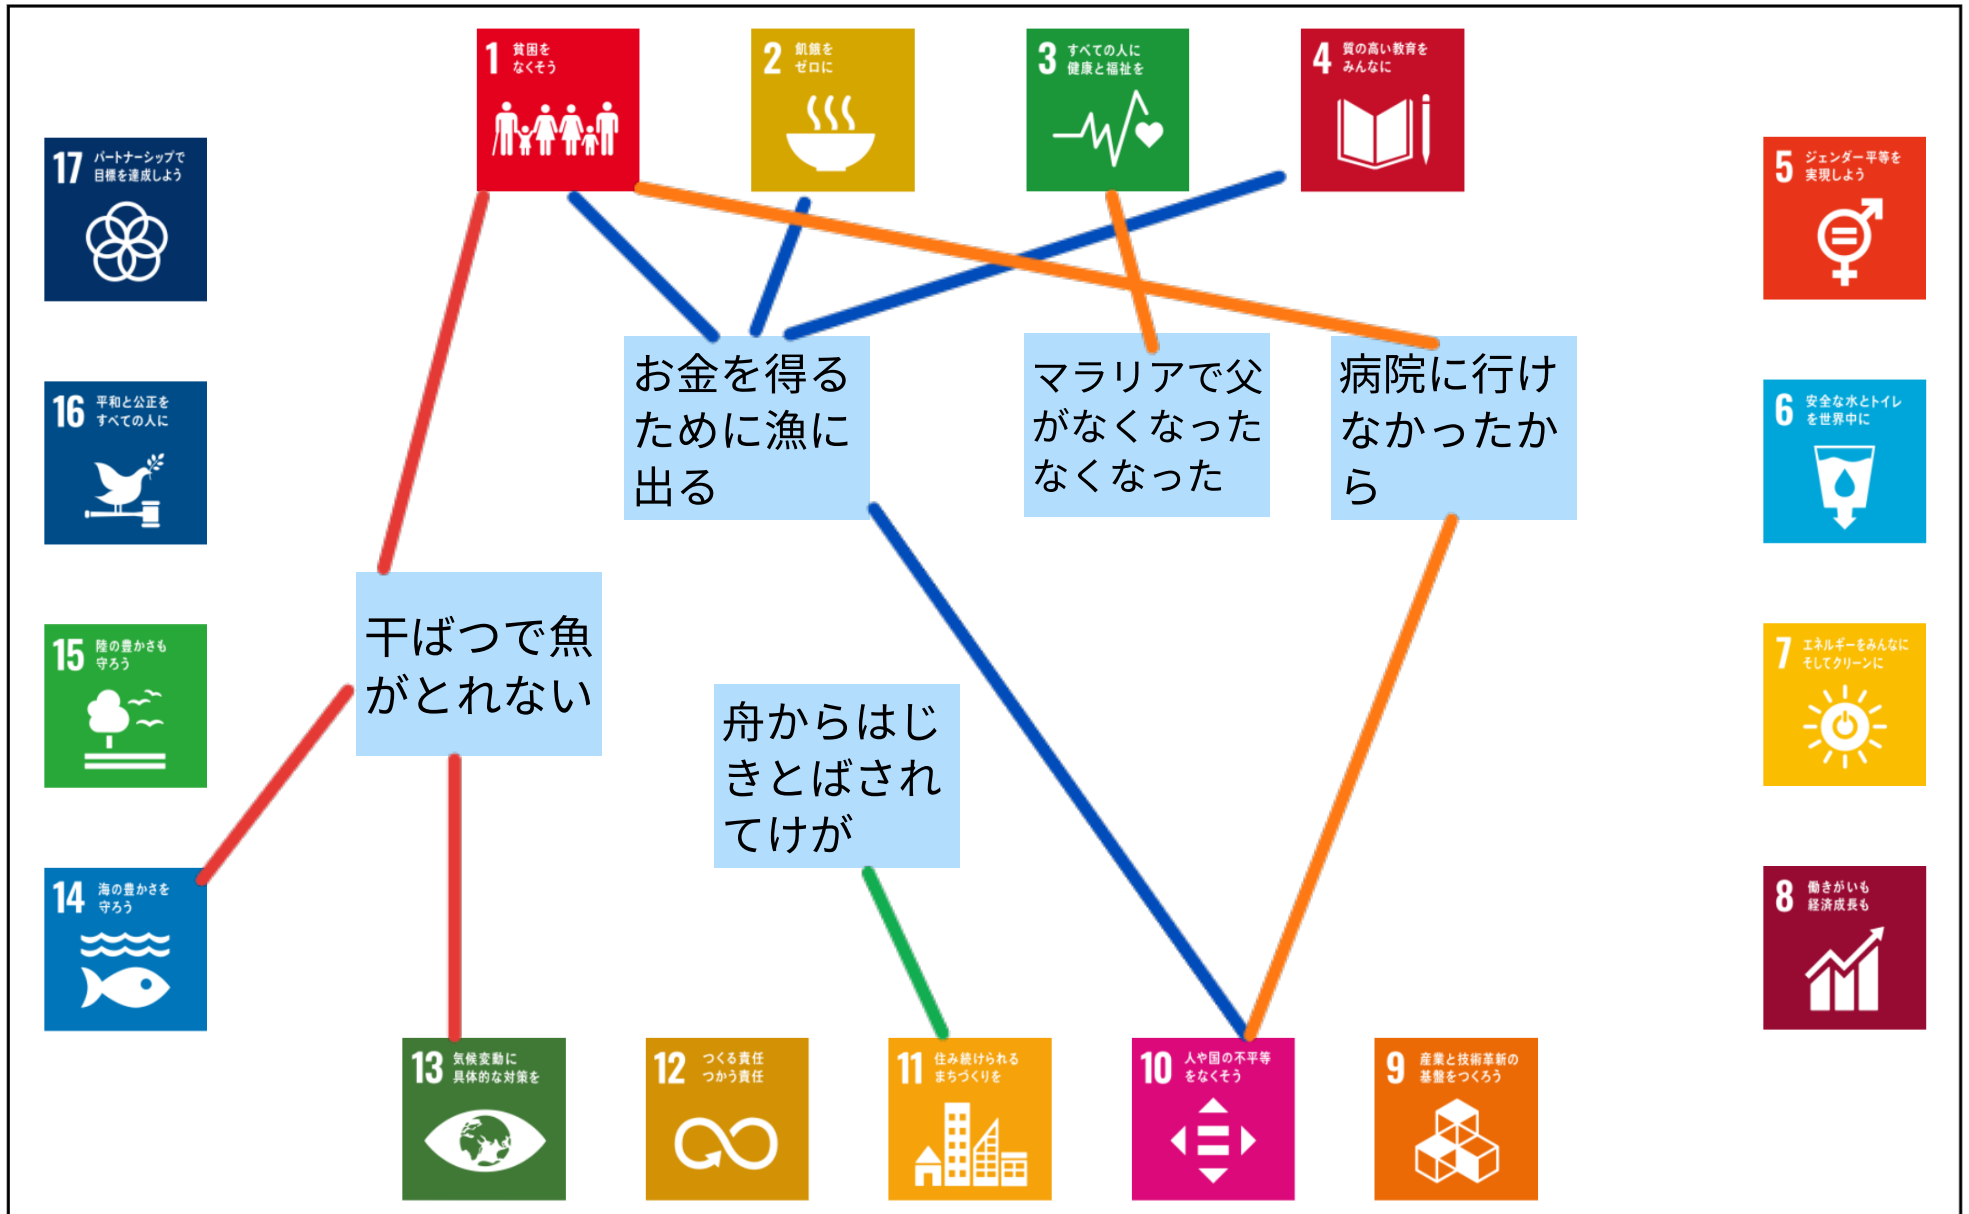 1 貧困を
なくそう
2 飢餓を
ゼロに
3 すべての人に
健康と福祉を
4 質の高い教育を
みんなに
17 パートナーシップで
目標を達成しよう
5 ジェンダー平等を
実現しよう
お金を得る
ために漁に
出る
マラリアで父
がなくなった
なくなった
病院に行け
なかったか
ら
16 平和と公正を
すべての人に
6 安全な水とトイレ
を世界中に
干ばつで魚
がとれない
15 陸の豊かさも
守ろう
7 エネルギーをみんなに
そしてクリーンに
舟からはじ
きとばされ
てけが
14 海の豊かさを
守ろう
8 働きがいも
経済成長も
13 気候変動に
具体的な対策を
12 つくる責任
つかう責任
11 住み続けられる
まちづくりを
10 人や国の不平等
をなくそう
9 産業と技術革新の
基盤をつくろう